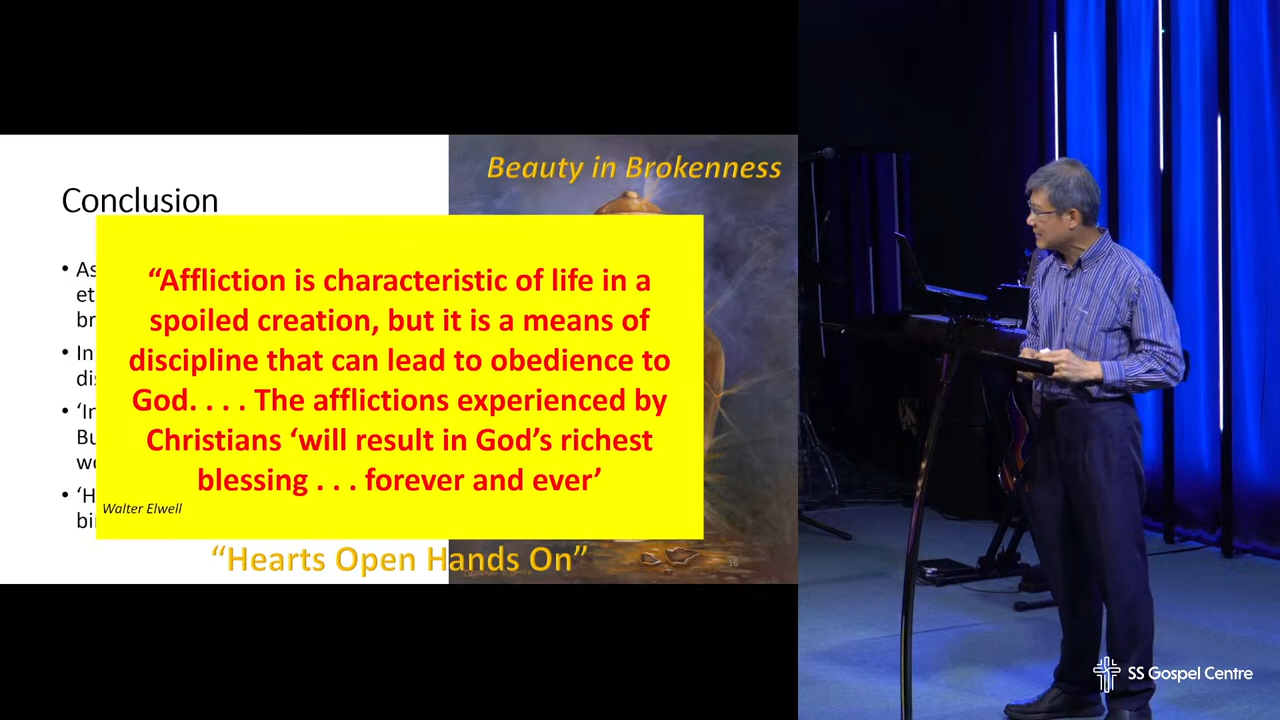 Beauty in Brokenness
Conclusion
“Affliction is characteristic of life in a
spoiled creation, but it is a means of
discipline that can lead to obedience to
God. . . . The afflictions experienced by
Christians ‘will result in God’s richest
blessing . . . forever and ever’
Walter Elwell
“Hearts Open Hands On”
16
SS Gospel Centre